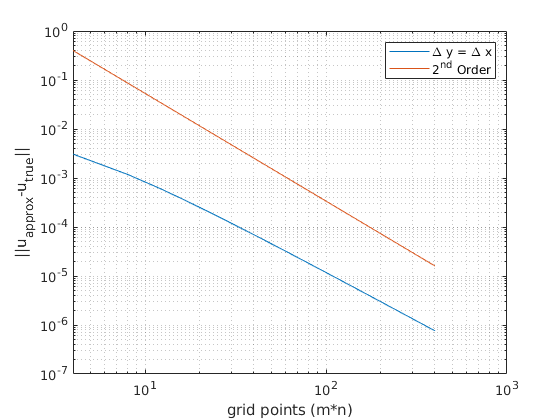 10^0
10^-1
10^-2
10^-3
10^-4
10^-5
10^-6
10^-7
||u_approx-u_true||
Δ y = Δ x
2^nd Order
10^1 10^2 10^3
grid points (m*n)